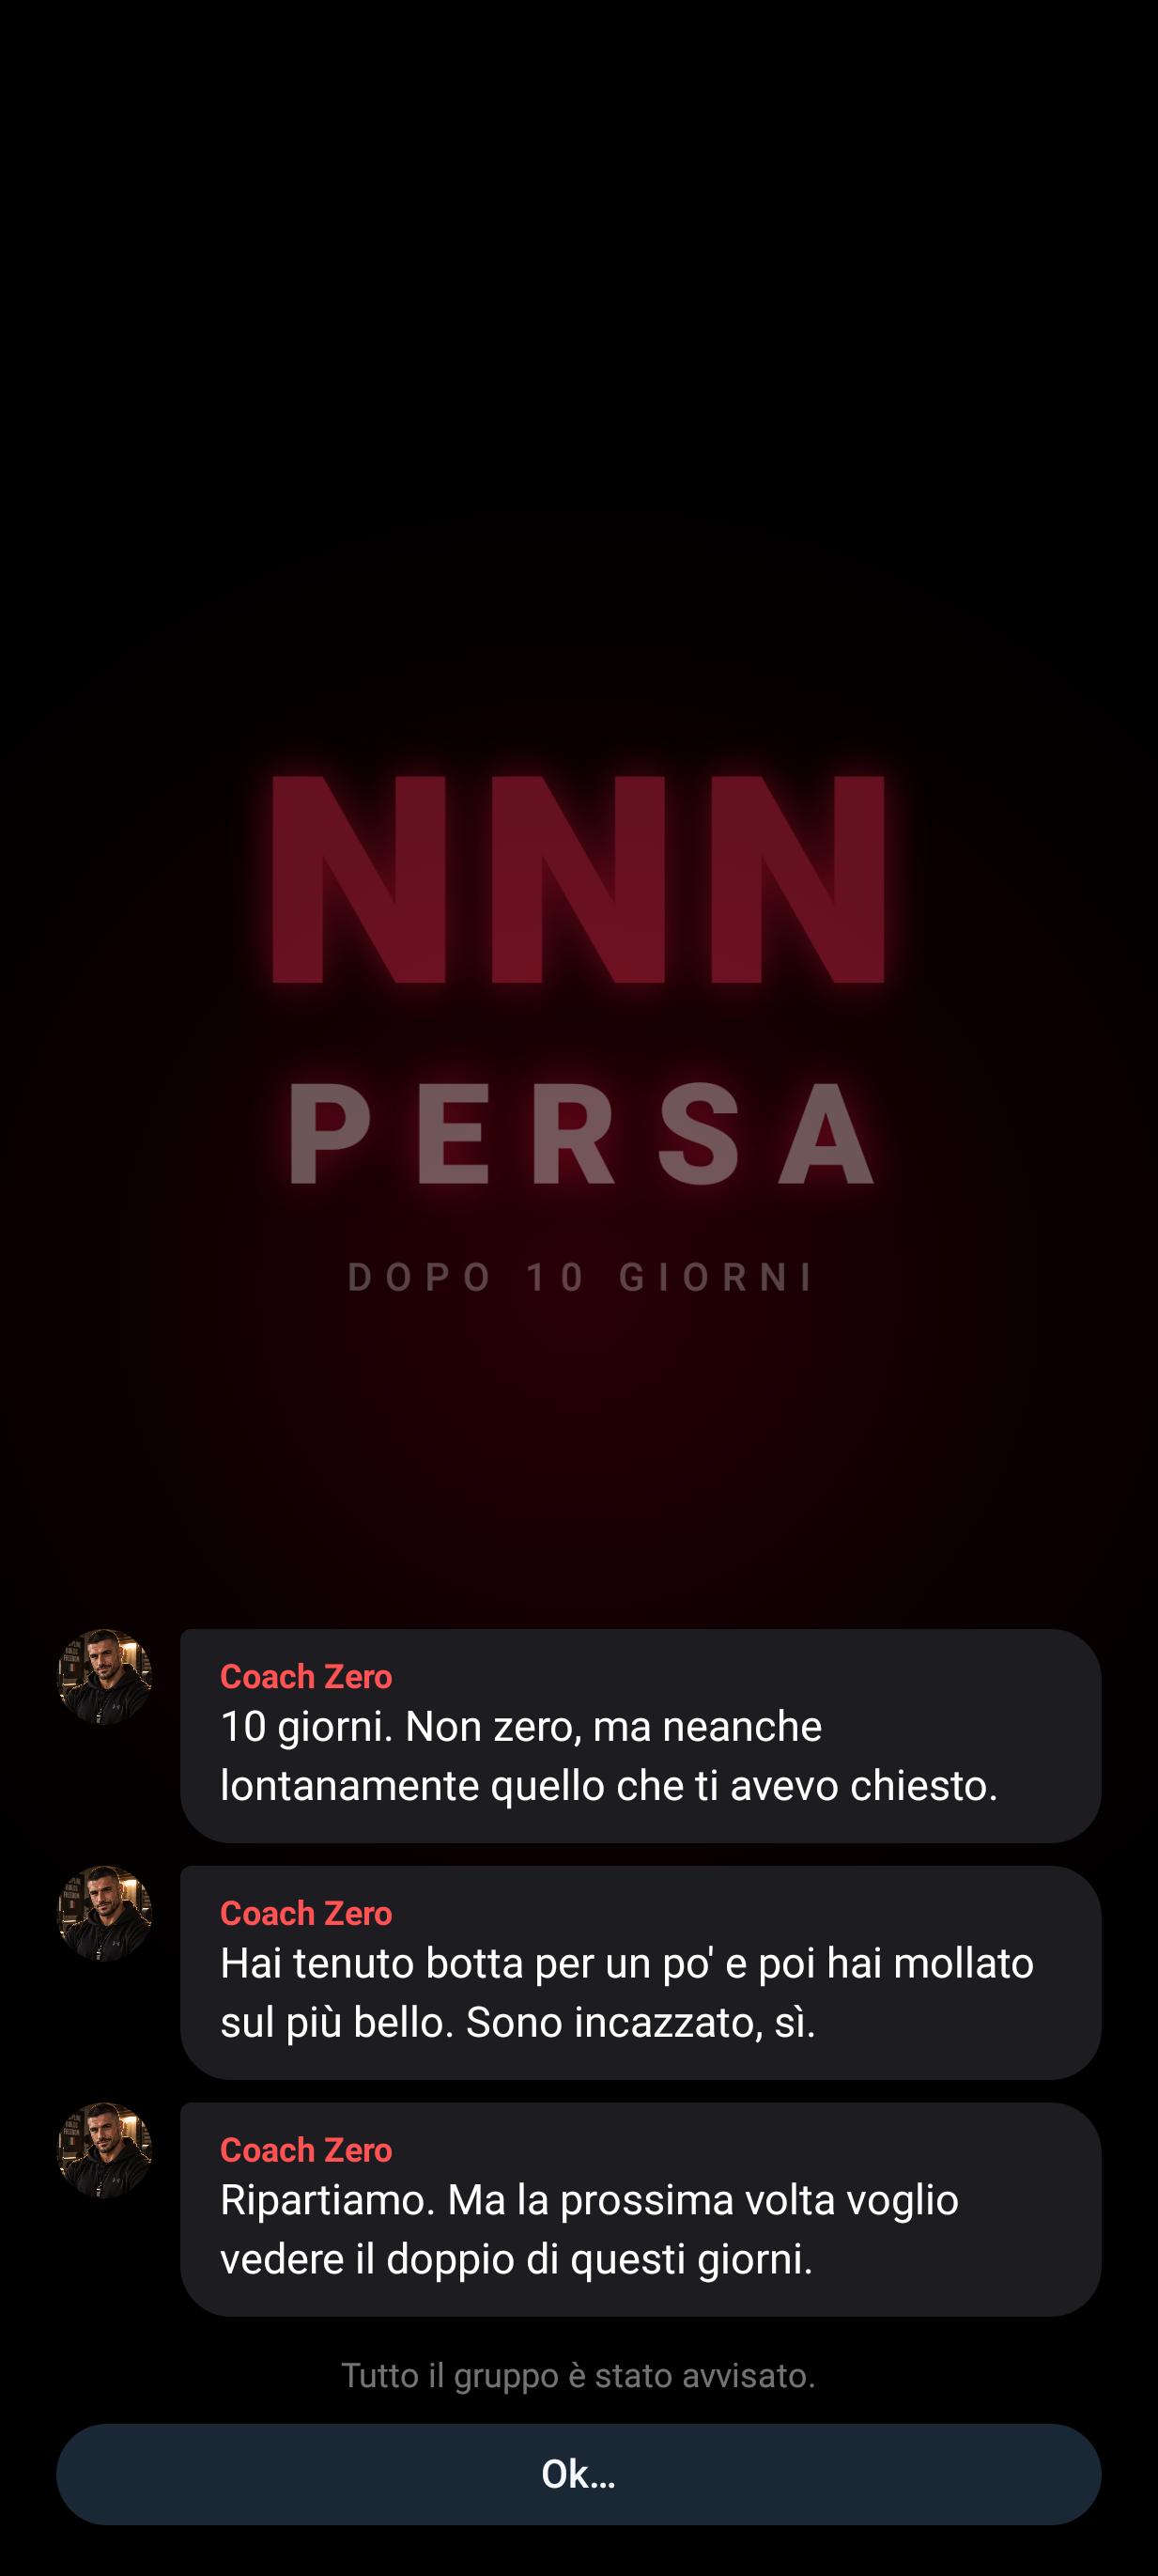 NNN
PERSA
DOPO 10 GIORNI
Coach Zero
10 giorni. Non zero, ma neanche
lontanamente quello che ti avevo chiesto.
Coach Zero
Hai tenuto botta per un po' e poi hai mollato
sul più bello. Sono incazzato, sì.
Coach Zero
Ripartiamo. Ma la prossima volta voglio
vedere il doppio di questi giorni.
Tutto il gruppo è stato avvisato.
Ok...